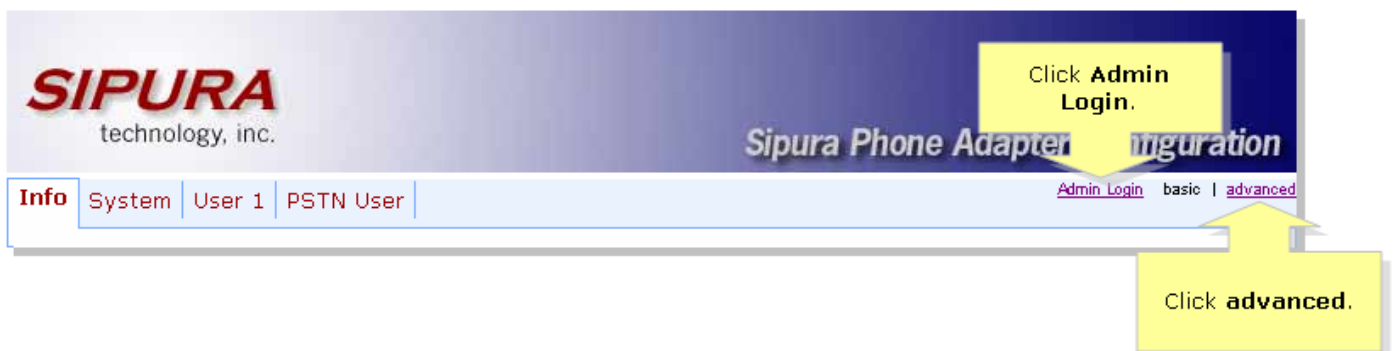 SIPURA
technology, inc.
Click Admin
Login.
Sipura Phone Adapter
Info System User 1 PSTN User
Admin Login basic | advanced
Click advanced.